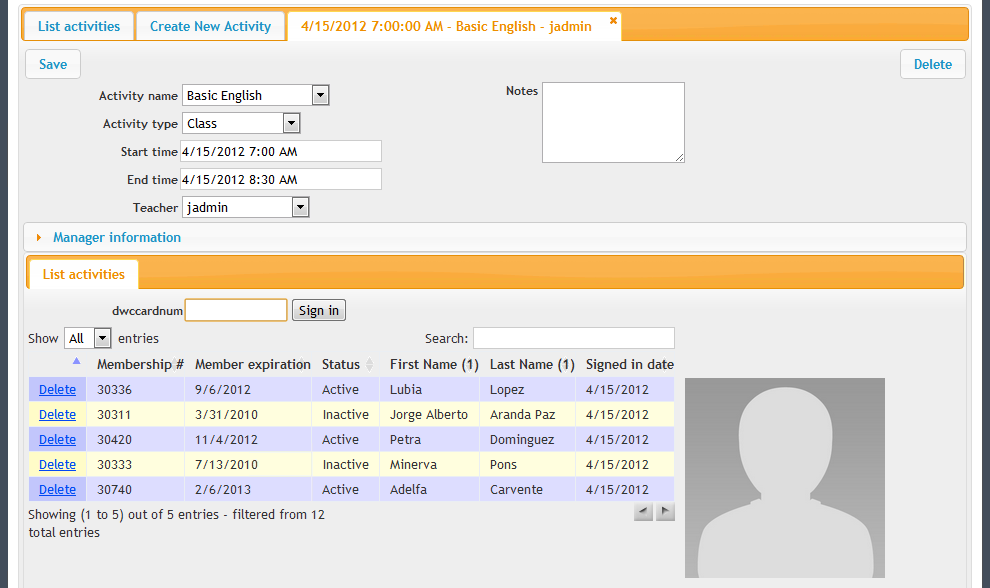 List activities Create New Activity 4/15/2012 7:00:00 AM - Basic English - jadmin
Save Delete
Activity name Basic English Notes
Activity type Class
Start time 4/15/2012 7:00 AM
End time 4/15/2012 8:30 AM
Teacher jadmin
Manager information
List activities
dwccardnum Sign in
Show All entries Search:
Membership # Member expiration Status First Name (1) Last Name (1) Signed in date
Delete 30336 9/6/2012 Active Lubia Lopez 4/15/2012
Delete 30311 3/31/2010 Inactive Jorge Alberto Aranda Paz 4/15/2012
Delete 30420 11/4/2012 Active Petra Dominguez 4/15/2012
Delete 30333 7/13/2010 Inactive Minerva Pons 4/15/2012
Delete 30740 2/6/2013 Active Adelfa Carvente 4/15/2012
Showing (1 to 5) out of 5 entries - filtered from 12
total entries